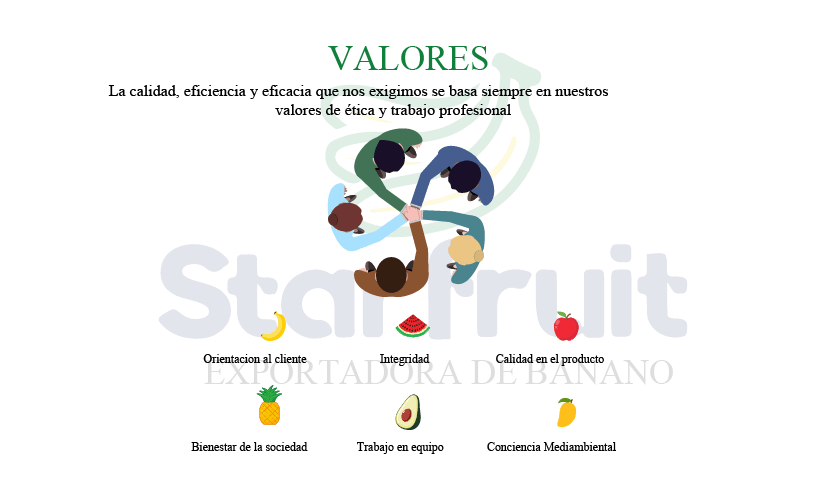 VALORES
La calidad, eficiencia y eficacia que nos exigimos se basa siempre en nuestros
valores de ética y trabajo profesional
Starfruit
Orientacion al cliente
Integridad
Calidad en el producto
EXPORTADORA DE BANANO
Bienestar de la sociedad
Trabajo en equipo
Conciencia Mediambiental